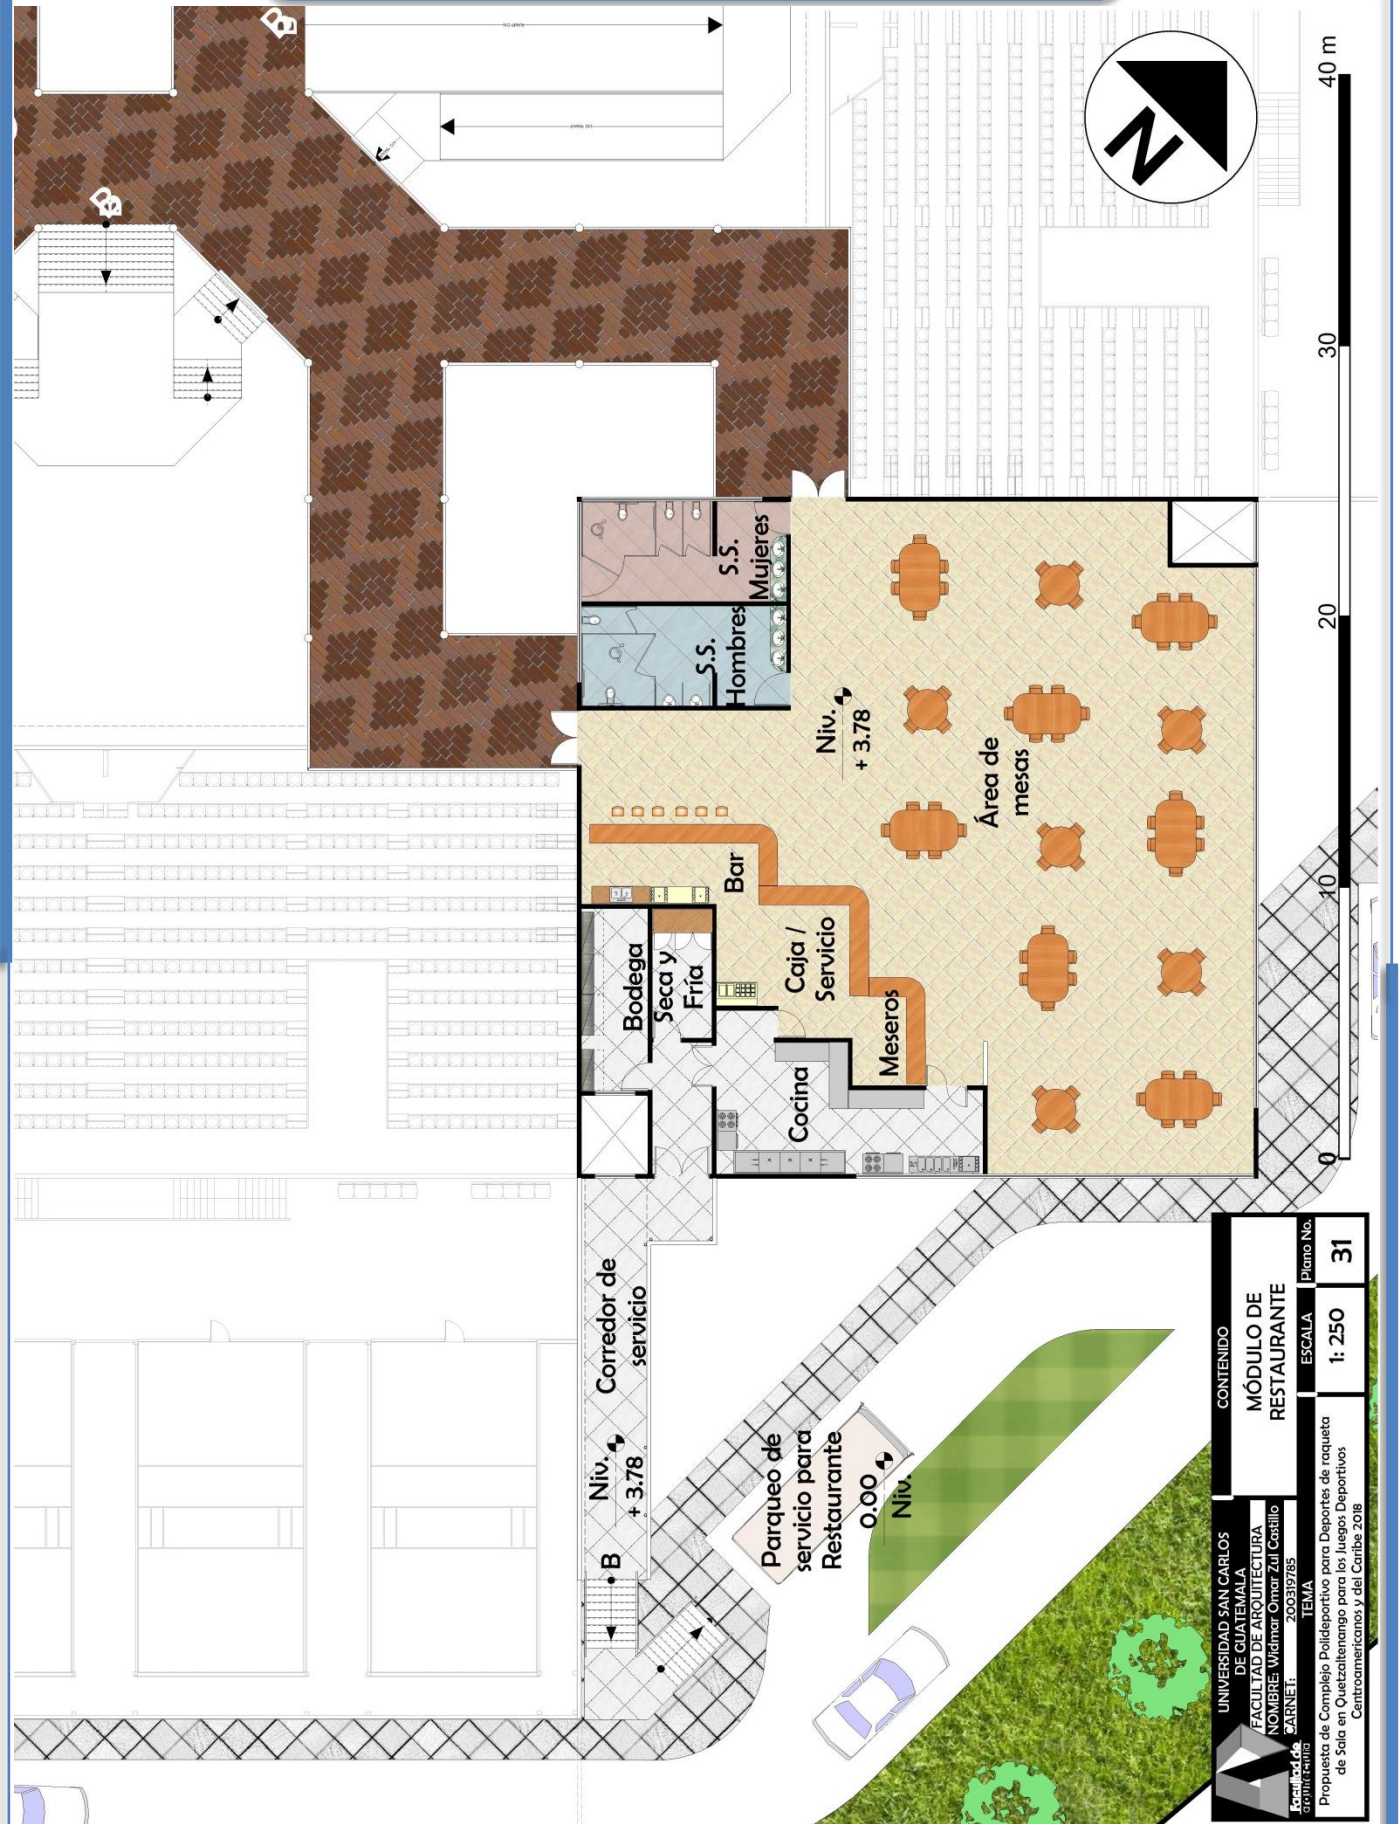 B
B
N
40 m
30
20
10
0
S.S.
Mujeres
S.S.
Hombres
Niv.
+ 3.78
Área de
mesas
Bar
Bodega
Seca y
Fría
Caja /
Servicio
Meseros
Cocina
Corredor de
servicio
Niv.
+ 3.78
B
Parqueo de
servicio para
Restaurante
0.00
Niv.
UNIVERSIDAD SAN CARLOS
DE GUATEMALA
FACULTAD DE ARQUITECTURA
NOMBRE: Widmar Omar Zul Castillo
CARNET: 200319785
Facultad de
arquitectura
CONTENIDO
MÓDULO DE
RESTAURANTE
TEMA
Propuesta de Complejo Polideportivo para Deportes de raqueta
de Sala en Quetzaltenango para los Juegos Deportivos
Centroamericanos y del Caribe 2018
ESCALA
1: 250
Plano No.
31